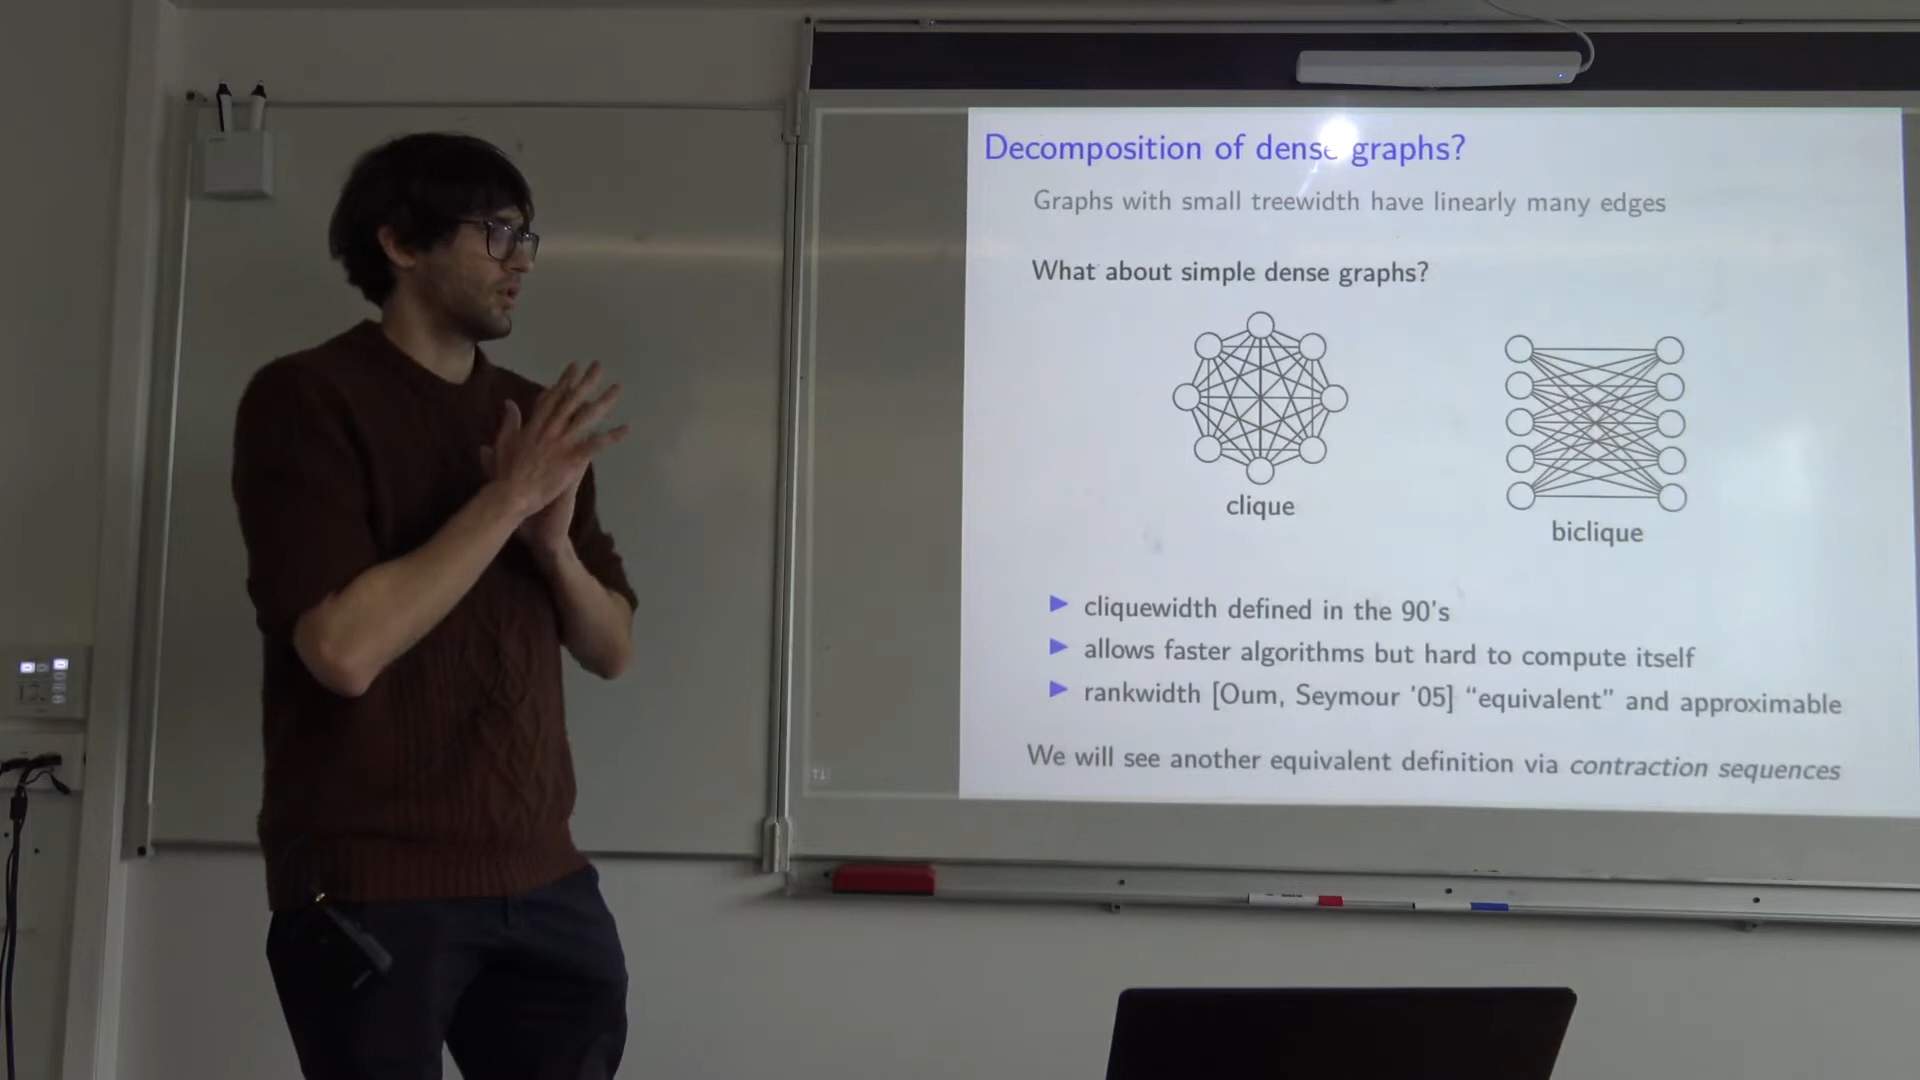 Decomposition of dense graphs?
Graphs with small treewidth have linearly many edges
What about simple dense graphs?
clique
biclique
cliquewidth defined in the 90's
allows faster algorithms but hard to compute itself
rankwidth [Oum, Seymour '05] “equivalent” and approximable
We will see another equivalent definition via contraction sequences